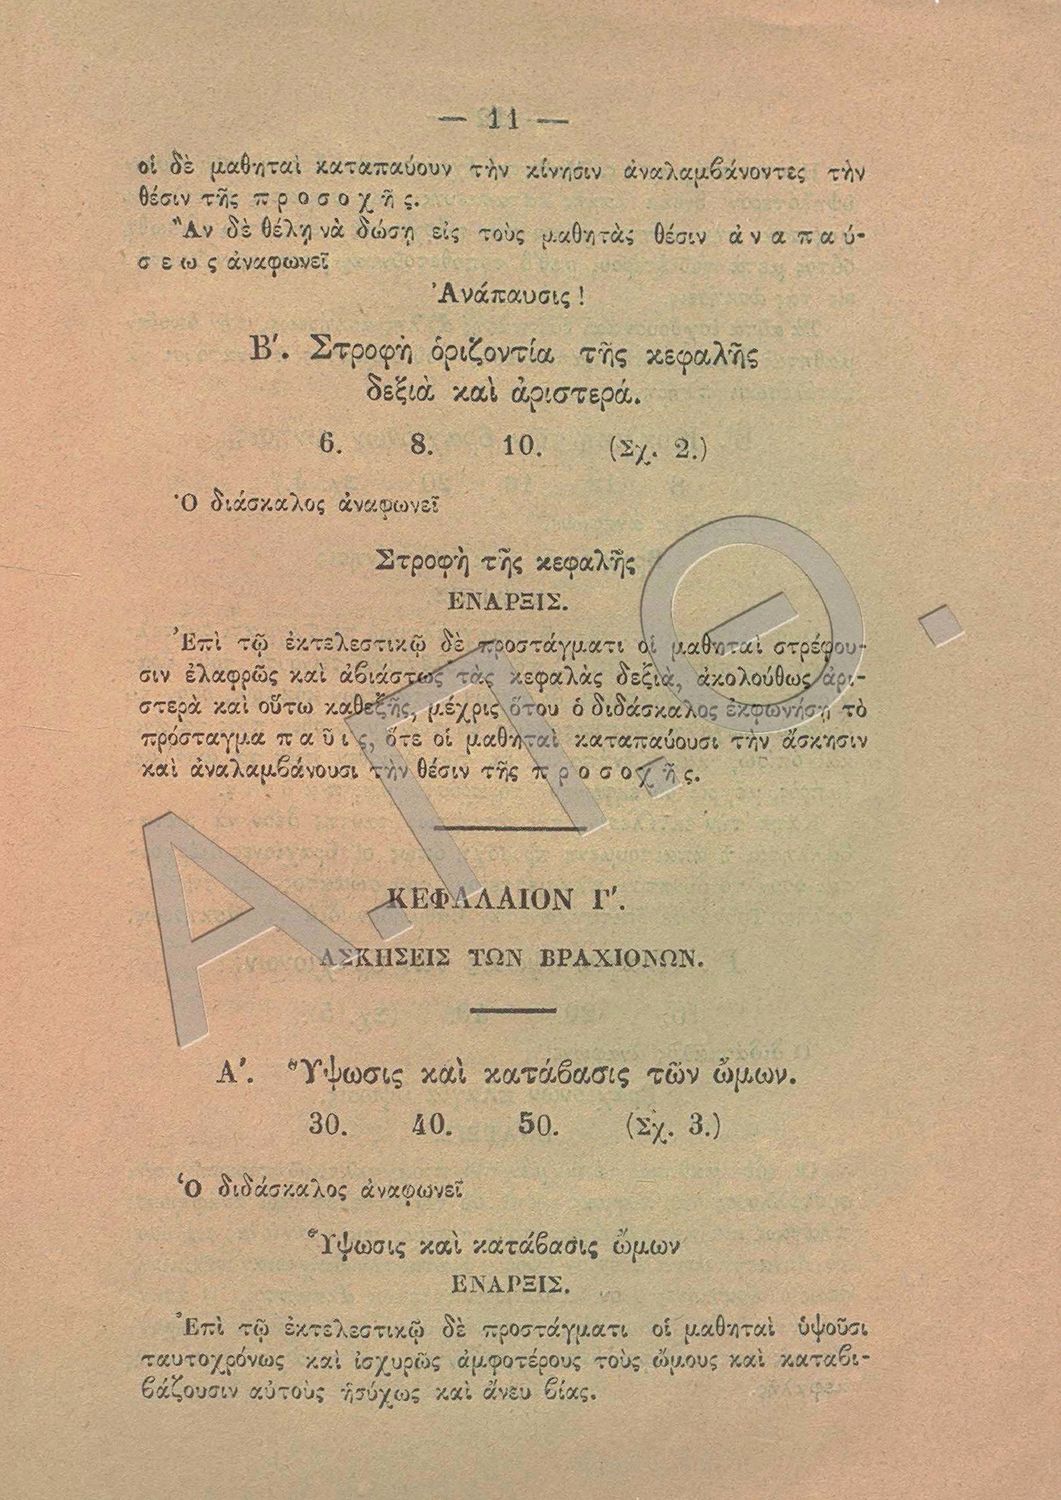 — 11 —
οἱ δὲ μαθηταὶ καταπαύουν τὴν κίνησιν ἀναλαμβάνοντες τὴν
θέσιν τῆς π ρ ο σ ο χ ῆ ς.
Ἂν δὲ θέλῃ νὰ δώσῃ εἰς τοὺς μαθητὰς θέσιν ἀ ν α π α ύ-
σ ε ω ς ἀναφωνεῖ
Ἀνάπαυσις!
Β'. Στροφὴ ὁριζοντία τῆς κεφαλῆς
δεξιὰ καὶ ἀριστερά.
6. 8. 10. (Σχ. 2.)
Ὁ διάσκαλος ἀναφωνεῖ
Στροφὴ τῆς κεφαλῆς
ΕΝΑΡΞΙΣ.
Ἐπὶ τῷ ἐκτελεστικῷ δὲ προστάγματι οἱ μαθηταὶ στρέφου-
σιν ἐλαφρῶς καὶ ἀβιάστως τὰς κεφαλὰς δεξιὰ, ἀκολούθως ἀρι-
στερὰ καὶ οὕτω καθεξῆς, μέχρις ὅτου ὁ διδάσκαλος ἐκφωνήσῃ τὸ
πρόσταγμα π α ῦ ι ς, ὅτε οἱ μαθηταὶ καταπαύουσι τὴν ἄσκησιν
καὶ ἀναλαμβάνουσι τὴν θέσιν τῆς π ρ ο σ ο χ ῆ ς.
ΚΕΦΑΛΑΙΟΝ Γ'.
ΑΣΚΗΣΕΙΣ ΤΩΝ ΒΡΑΧΙΟΝΩΝ.
Α'. Ὕψωσις καὶ κατάβασις τῶν ὤμων.
30. 40. 50. (Σχ. 3.)
Ὁ διδάσκαλος ἀναφωνεῖ
Ὕψωσις καὶ κατάβασις ὤμων
ΕΝΑΡΞΙΣ.
Ἐπὶ τῷ ἐκτελεστικῷ δὲ προστάγματι οἱ μαθηταὶ ὑψοῦσι
ταυτοχρόνως καὶ ἰσχυρῶς ἀμφοτέρους τοὺς ὤμους καὶ καταβι-
βάζουσιν αὐτοὺς ἡσύχως καὶ ἄνευ βίας.
Α.Π.Θ.